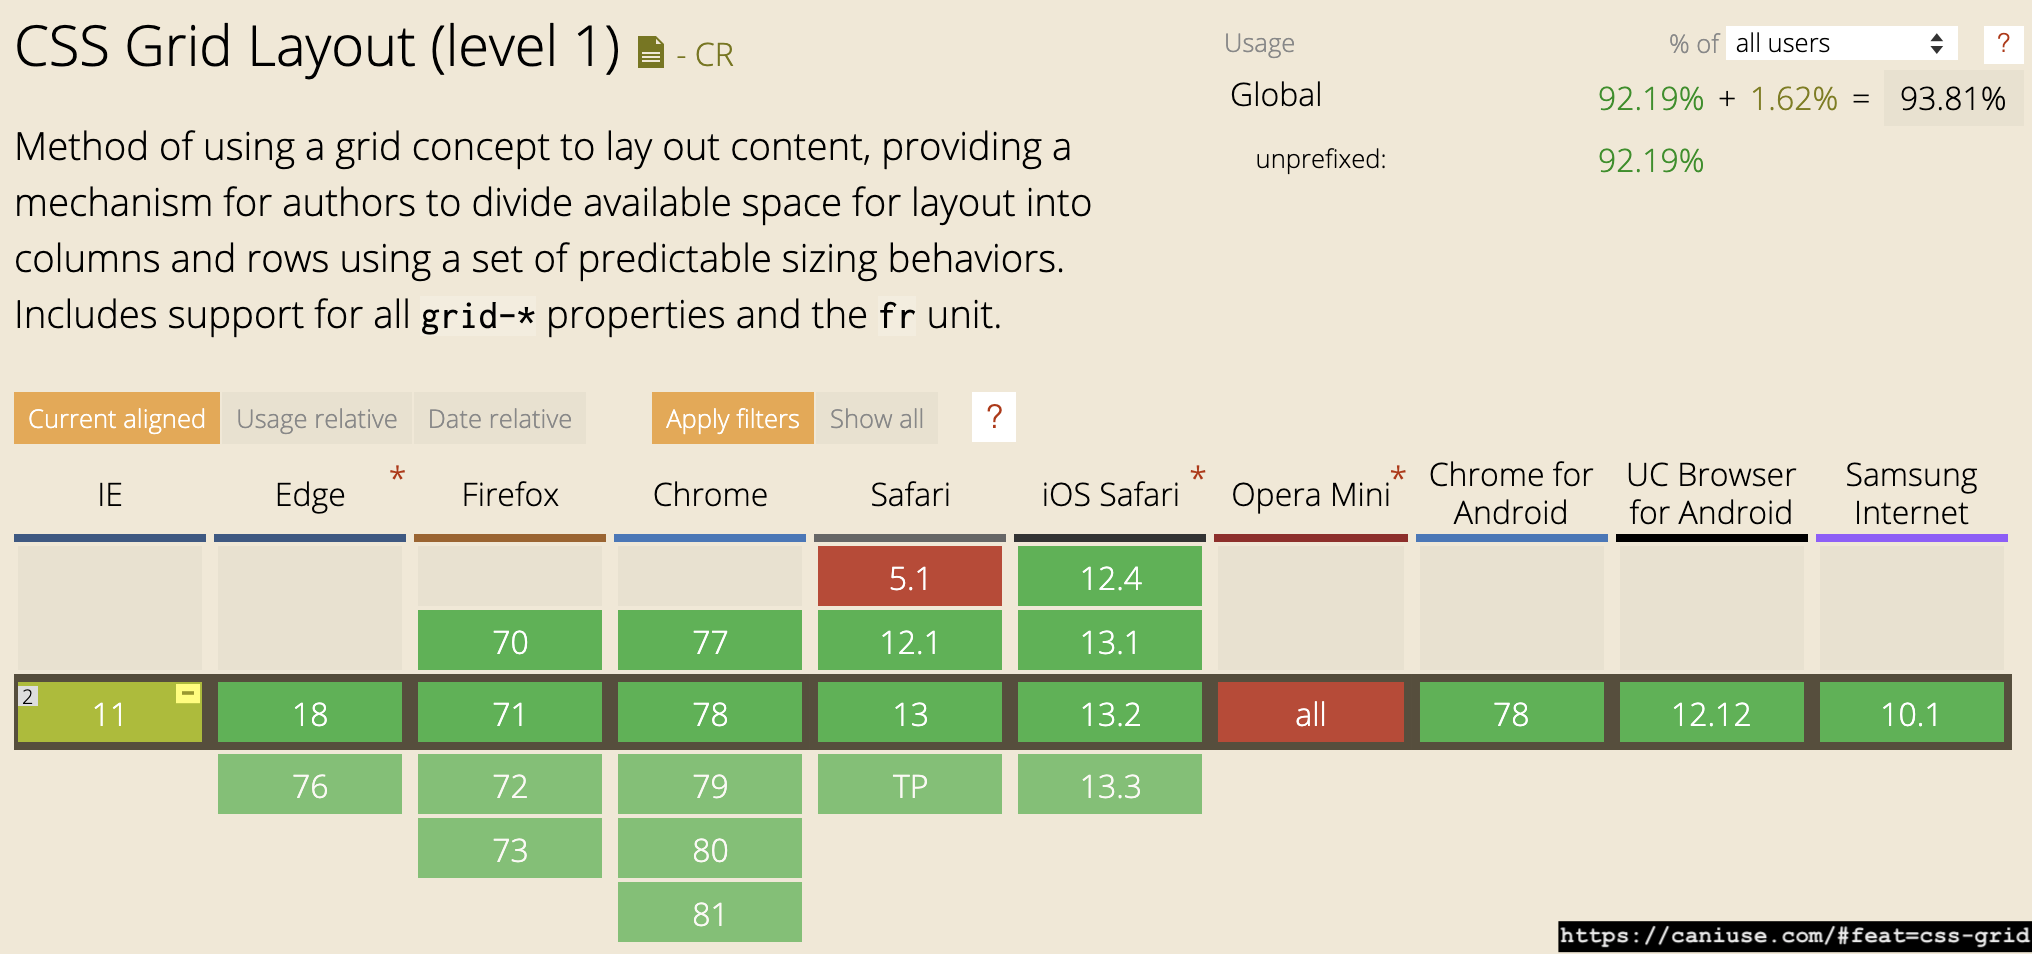 CSS Grid Layout (level 1) - CR
Usage % of all users ?
Global 92.19% + 1.62% = 93.81%
unprefixed: 92.19%
Method of using a grid concept to lay out content, providing a
mechanism for authors to divide available space for layout into
columns and rows using a set of predictable sizing behaviors.
Includes support for all grid-* properties and the fr unit.
Current aligned Usage relative Date relative Apply filters Show all ?
IE Edge * Firefox Chrome Safari iOS Safari * Opera Mini * Chrome for Android UC Browser for Android Samsung Internet
5.1 12.4
70 77 12.1 13.1
2 11 - 18 71 78 13 13.2 all 78 12.12 10.1
76 72 79 TP 13.3
73 80
81
https://caniuse.com/#feat=css-grid